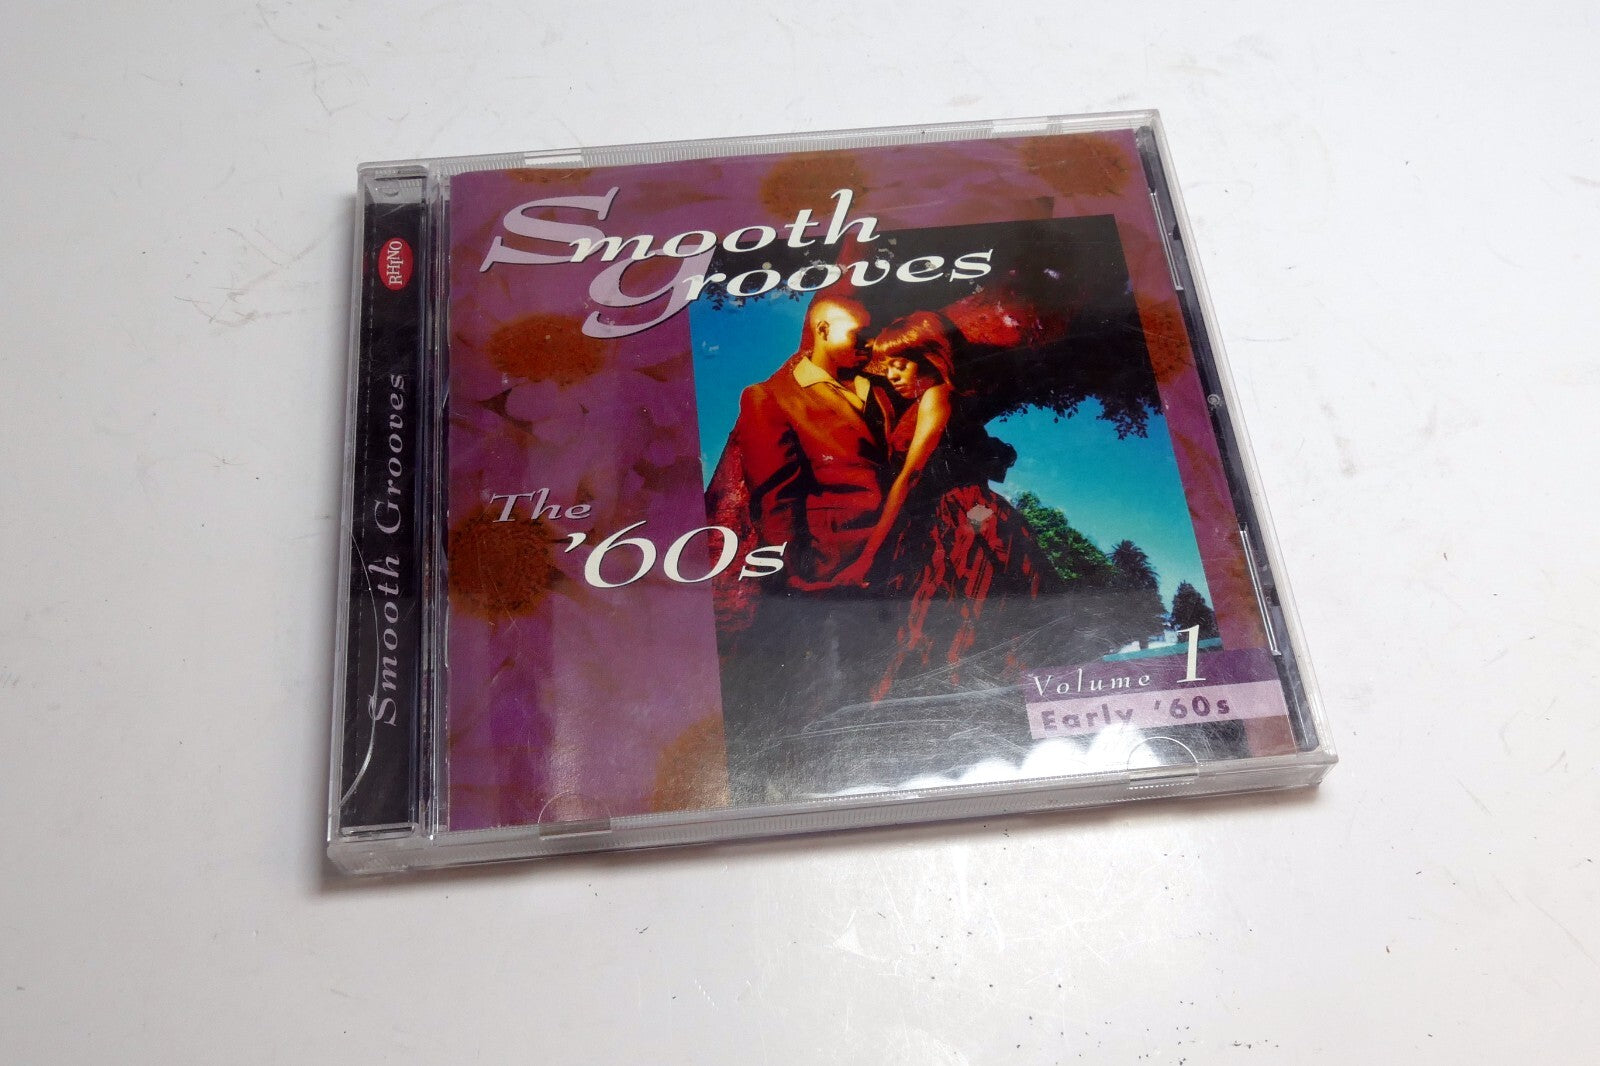 RHINO
Smooth Grooves
Smooth
Grooves
The
'60s
Volume 1
Early '60s